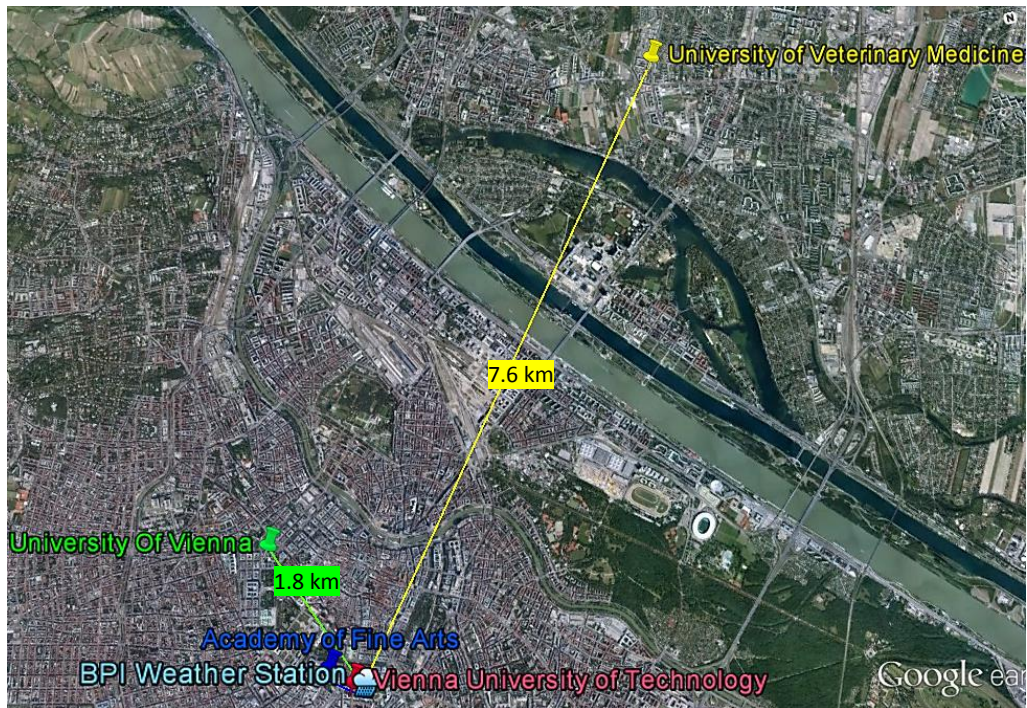 N
University of Veterinary Medicine
7.6 km
University Of Vienna
1.8 km
Academy of Fine Arts
BPI Weather Station
Vienna University of Technology
Google ear